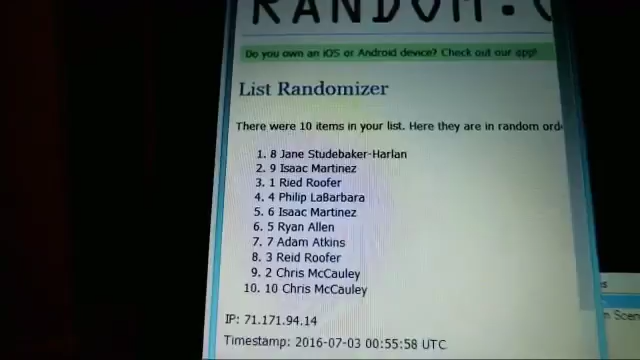 RANDOM.
Do you own an iOS or Android device? Check out our app!
List Randomizer
There were 10 items in your list. Here they are in random
1. 8 Jane Studebaker-Harlan
2. 9 Isaac Martinez
3. 1 Ried Roofer
4. 4 Philip LaBarbara
5. 6 Isaac Martinez
6. 5 Ryan Allen
7. 7 Adam Atkins
8. 3 Reid Roofer
9. 2 Chris McCauley
10. 10 Chris McCauley
IP: 71.171.94.14
Timestamp: 2016-07-03 00:55:58 UTC